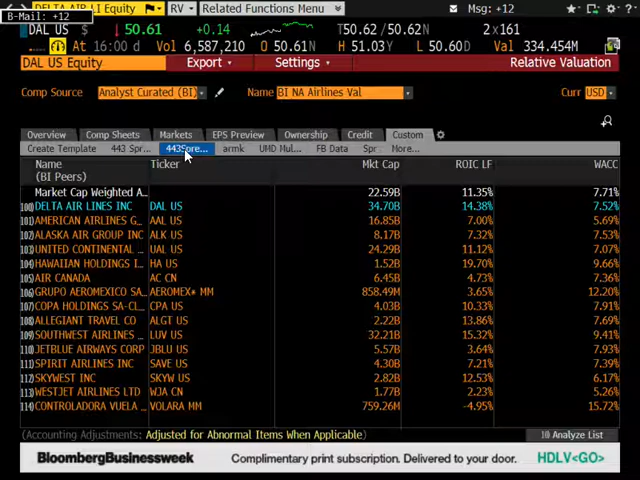 DELTA AIR LI Equity RV Related Functions Menu Msg: +12
B-Mail: +12
DAL US $ 50.61 +0.14 T50.62 / 50.62N 2 x161
At 16:00 d Vol 6,587,210 O 50.61N H 51.03Y L 50.60D Val 334.454M
DAL US Equity Export Settings Relative Valuation
Comp Source Analyst Curated (BI) Name BI NA Airlines Val Curr USD
Overview Comp Sheets Markets EPS Preview Ownership Credit Custom
Create Template 443 Spr... 443Spre... armk UMD Mul... FB Data Spr More...
Name Ticker Mkt Cap ROIC LF WACC
(BI Peers)
Market Cap Weighted A... 22.59B 11.35% 7.71%
100) DELTA AIR LINES INC DAL US 34.70B 14.38% 7.52%
101) AMERICAN AIRLINES G... AAL US 16.85B 7.00% 5.69%
102) ALASKA AIR GROUP INC ALK US 8.17B 7.32% 7.53%
103) UNITED CONTINENTAL ... UAL US 24.29B 11.12% 7.07%
104) HAWAIIAN HOLDINGS I... HA US 1.52B 19.70% 9.66%
105) AIR CANADA AC CN 6.45B 4.73% 7.36%
106) GRUPO AEROMEXICO SA... AEROMEX* MM 858.49M 3.65% 12.20%
107) COPA HOLDINGS SA-CL... CPA US 4.03B 10.33% 7.91%
108) ALLEGIANT TRAVEL CO ALGT US 2.22B 13.86% 7.69%
109) SOUTHWEST AIRLINES ... LUV US 32.21B 15.32% 9.41%
110) JETBLUE AIRWAYS CORP JBLU US 5.57B 3.64% 7.93%
111) SPIRIT AIRLINES INC SAVE US 4.30B 7.21% 7.39%
112) SKYWEST INC SKYW US 2.82B 12.53% 6.17%
113) WESTJET AIRLINES LTD WJA CN 1.77B 2.23% 5.26%
114) CONTROLADORA VUELA ... VOLARA MM 759.26M -4.95% 15.72%
(Accounting Adjustments: Adjusted for Abnormal Items When Applicable) 10 Analyze List
BloombergBusinessweek Complimentary print subscription. Delivered to your door. HDLV<GO>